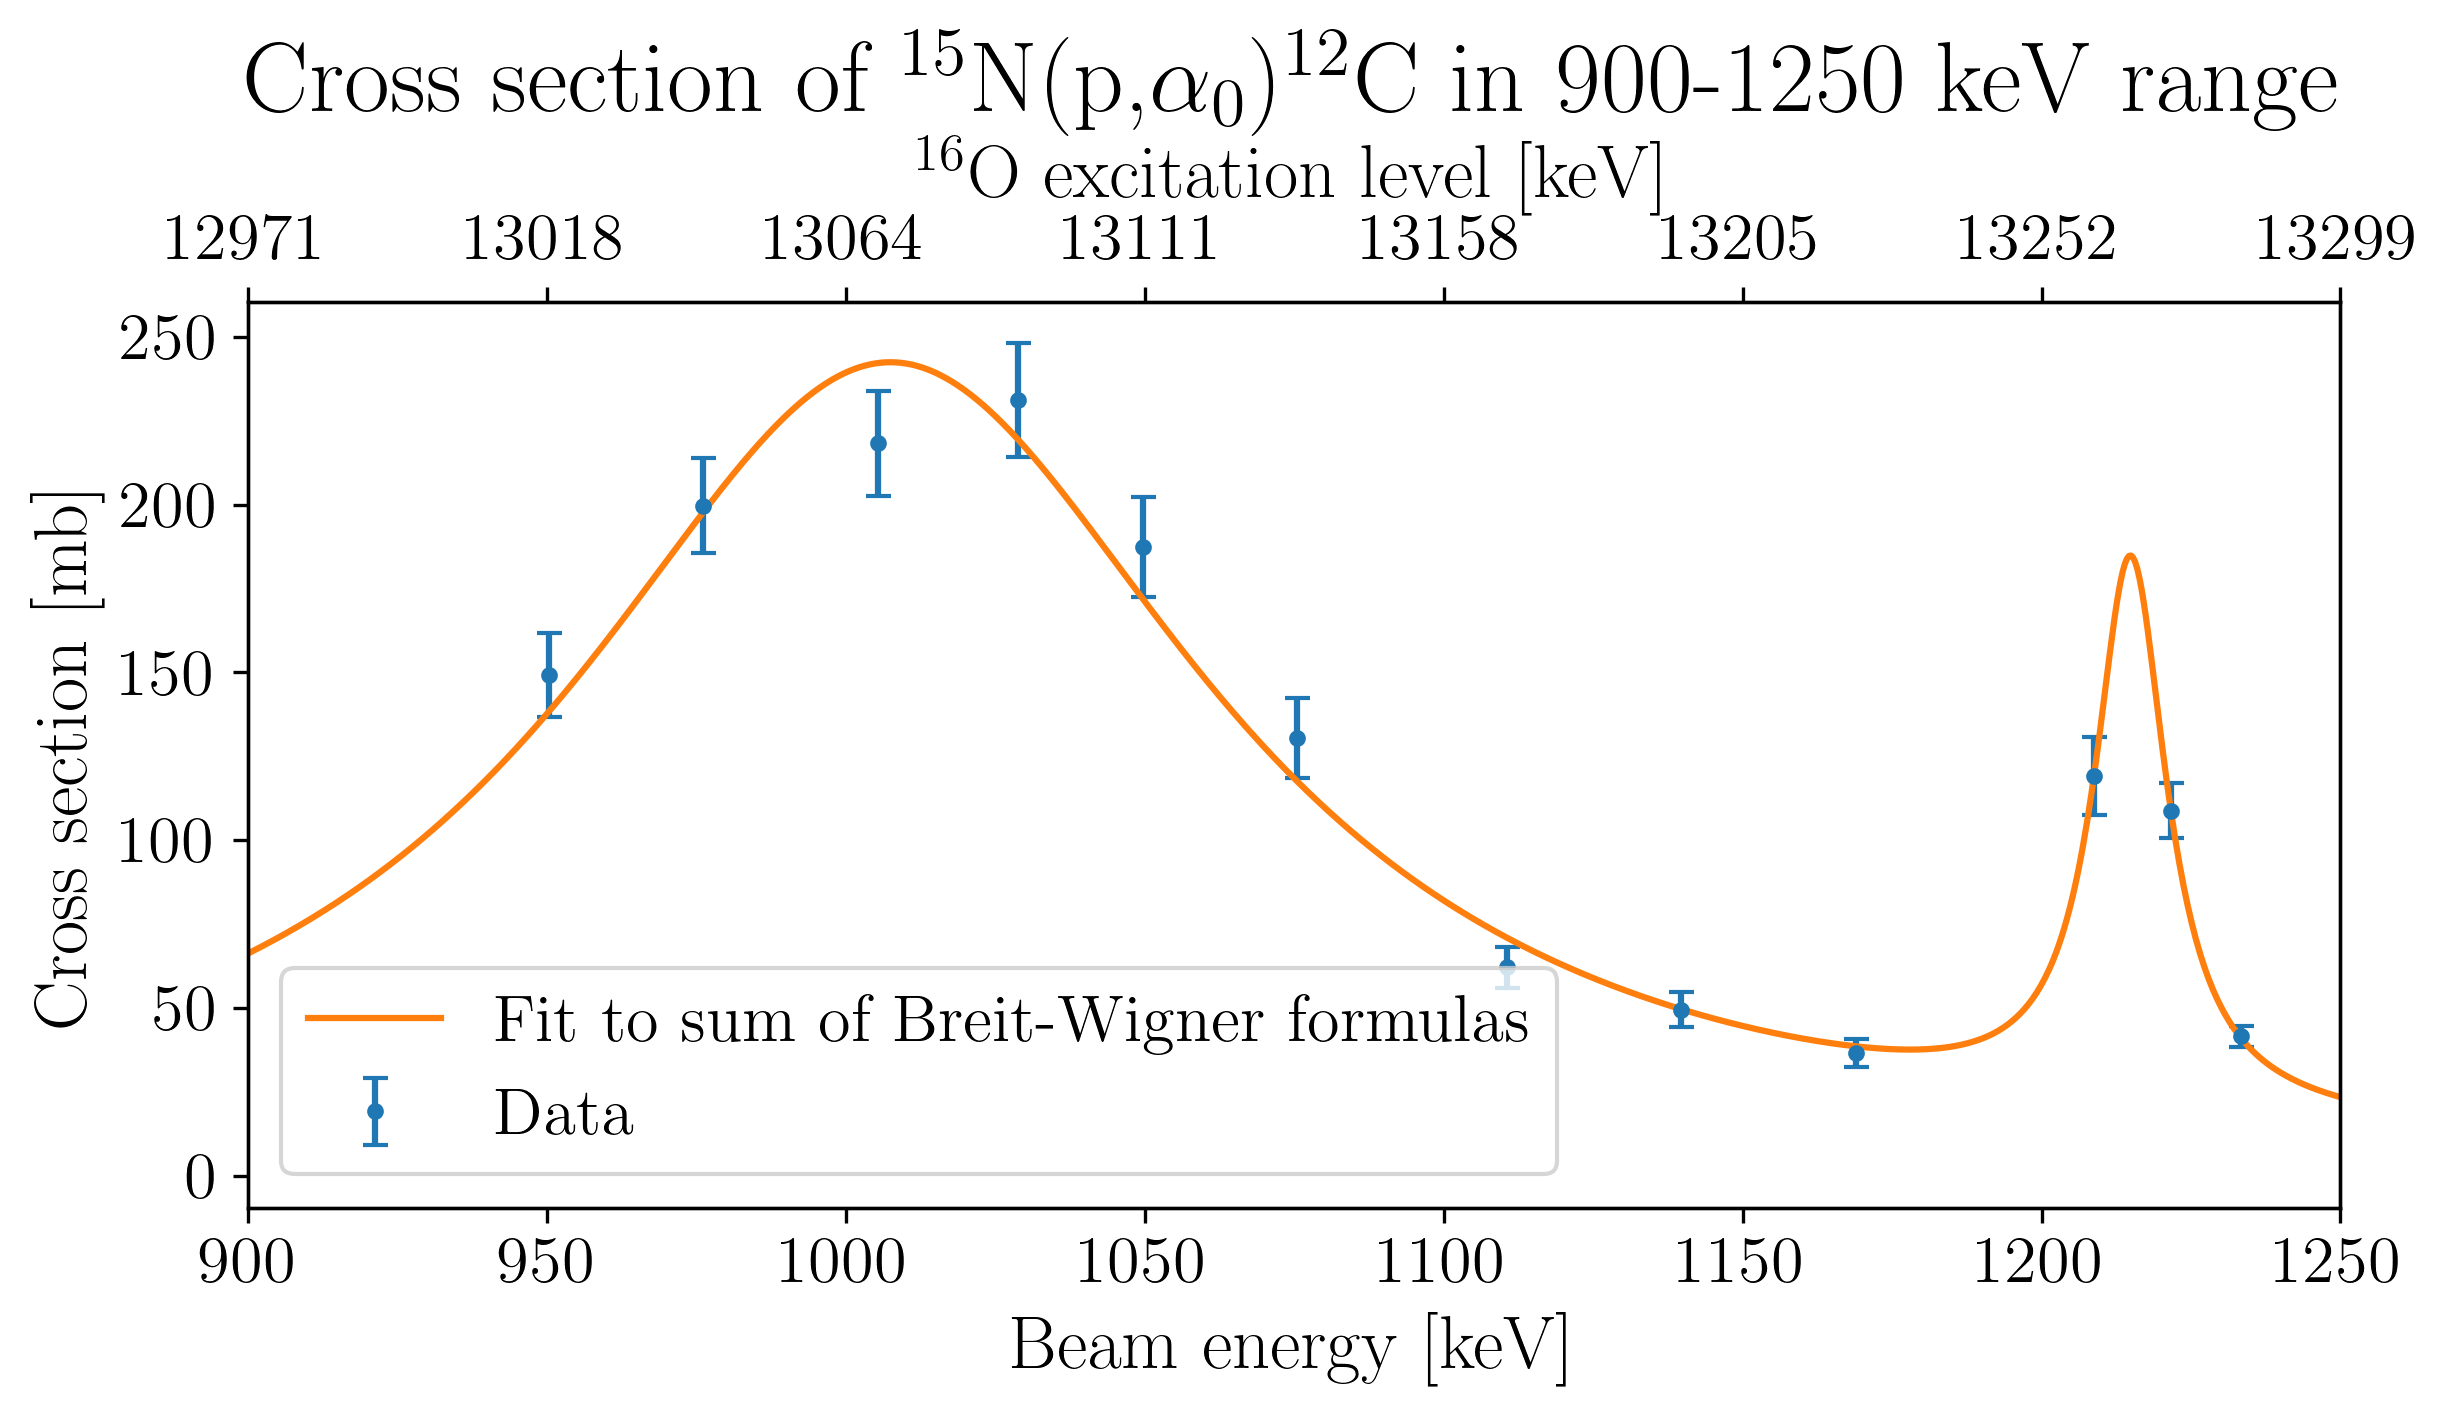 Cross section of ¹⁵N(p,α₀)¹²C in 900-1250 keV range
¹⁶O excitation level [keV]
12971 13018 13064 13111 13158 13205 13252 13299
Cross section [mb]
250
200
150
100
50
0
Fit to sum of Breit-Wigner formulas
Data
900 950 1000 1050 1100 1150 1200 1250
Beam energy [keV]